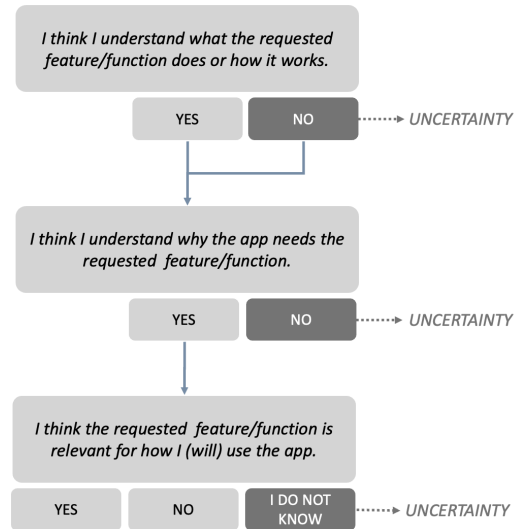 I think I understand what the requested
feature/function does or how it works.
YES
NO
UNCERTAINTY
I think I understand why the app needs the
requested feature/function.
YES
NO
UNCERTAINTY
I think the requested feature/function is
relevant for how I (will) use the app.
YES
NO
I DO NOT
KNOW
UNCERTAINTY